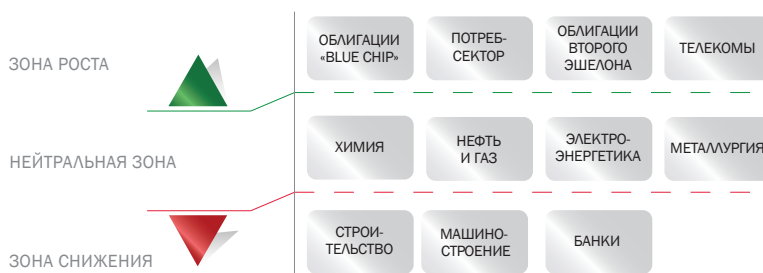 ЗОНА РОСТА
ОБЛИГАЦИИ
«BLUE CHIP»
ПОТРЕБ-
СЕКТОР
ОБЛИГАЦИИ
ВТОРОГО
ЭШЕЛОНА
ТЕЛЕКОМЫ
НЕЙТРАЛЬНАЯ ЗОНА
ХИМИЯ
НЕФТЬ
И ГАЗ
ЭЛЕКТРО-
ЭНЕРГЕТИКА
МЕТАЛЛУРГИЯ
ЗОНА СНИЖЕНИЯ
СТРОИ-
ТЕЛЬСТВО
МАШИНО-
СТРОЕНИЕ
БАНКИ